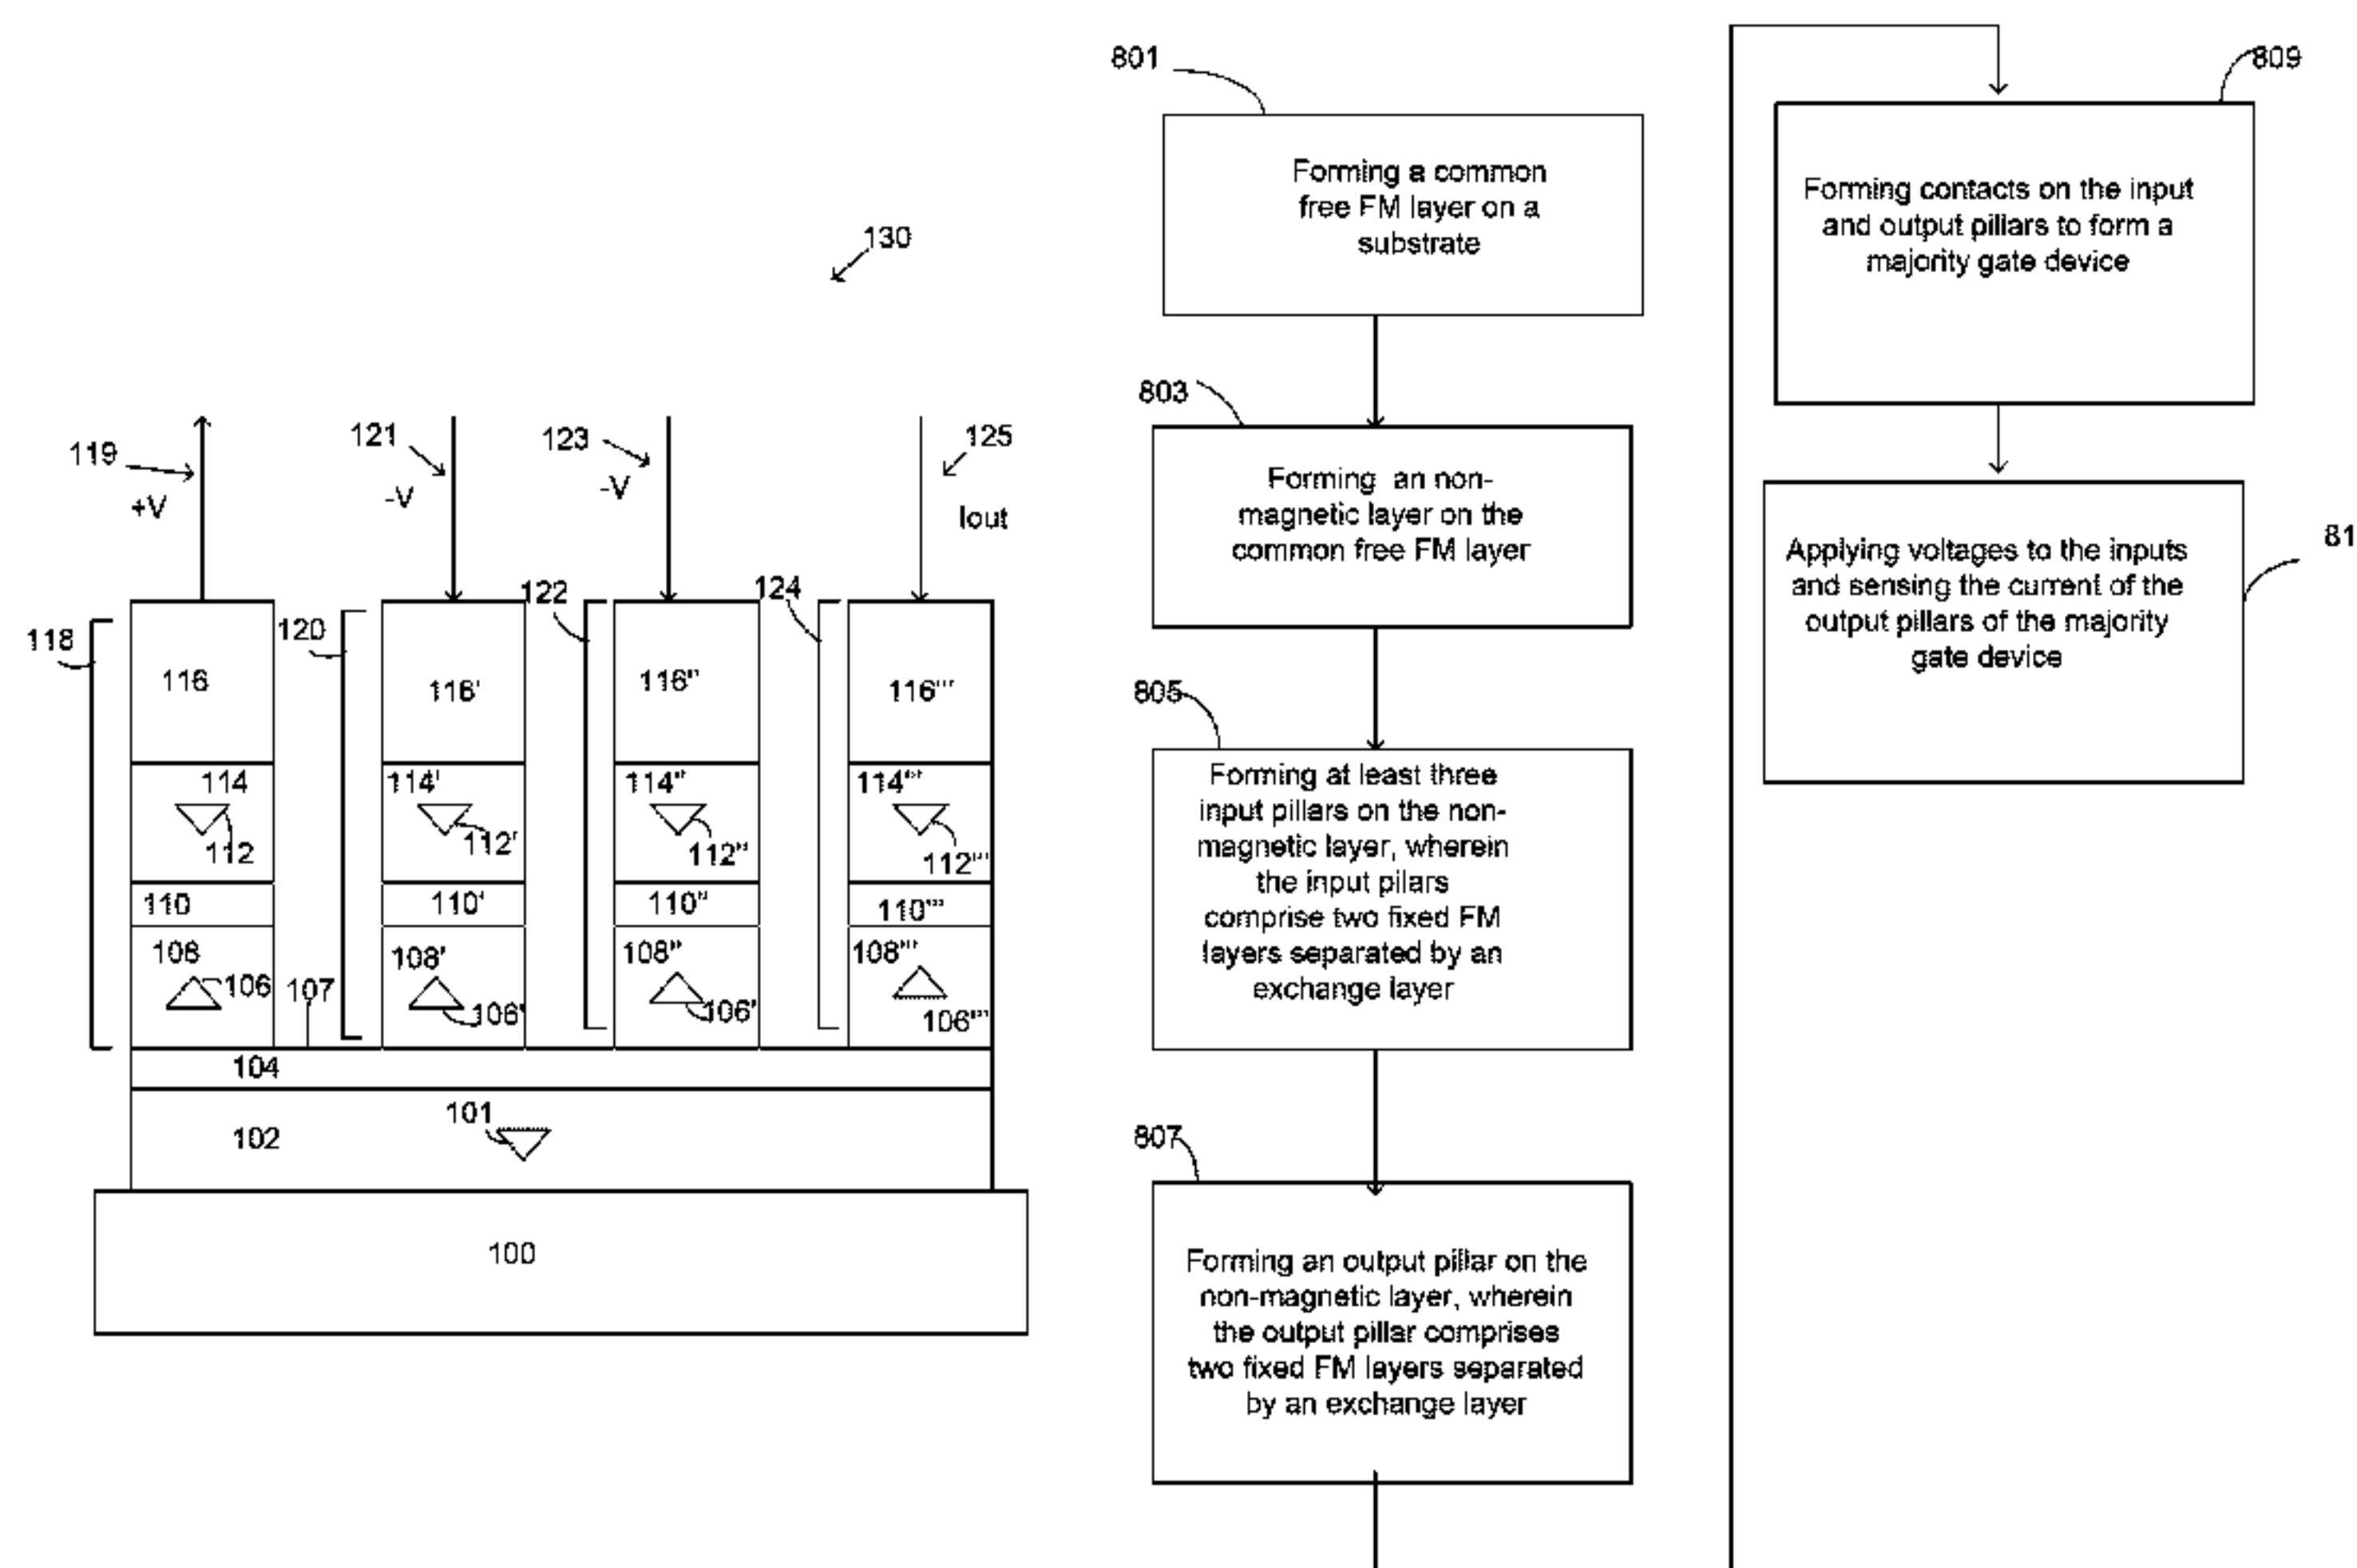 130
119
+V
121
-V
123
-V
125
Iout
118
120
122
124
116
116'
116"
116'''
114
114'
114"
114'''
112
112'
112"
112'''
110
110'
110"
110'''
108
108'
108"
108'''
106
107
106'
106'
106'''
104
101
102
100
801
Forming a common
free FM layer on a
substrate
803
Forming an non-
magnetic layer on the
common free FM layer
805
Forming at least three
input pillars on the non-
magnetic layer, wherein
the input pilars
comprise two fixed FM
layers separated by an
exchange layer
807
Forming an output pillar on the
non-magnetic layer, wherein
the output pillar comprises
two fixed FM layers separated
by an exchange layer
809
Forming contacts on the input
and output pillars to form a
majority gate device
81
Applying voltages to the inputs
and sensing the current of the
output pillars of the majority
gate device